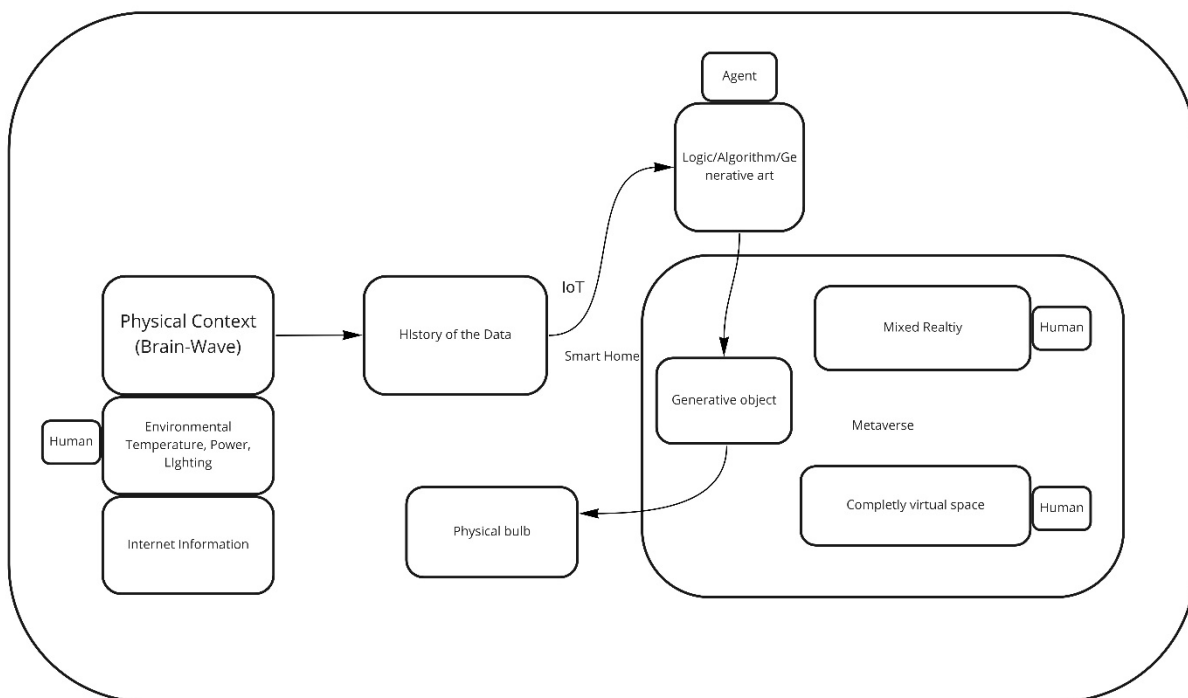 Agent
Logic/Algorithm/Ge
nerative art
IoT
Physical Context
(Brain-Wave)
HIstory of the Data
Smart Home
Mixed Realtiy
Human
Generative object
Environmental
Temperature, Power,
LIghting
Human
Metaverse
Completly virtual space
Human
Physical bulb
Internet Information